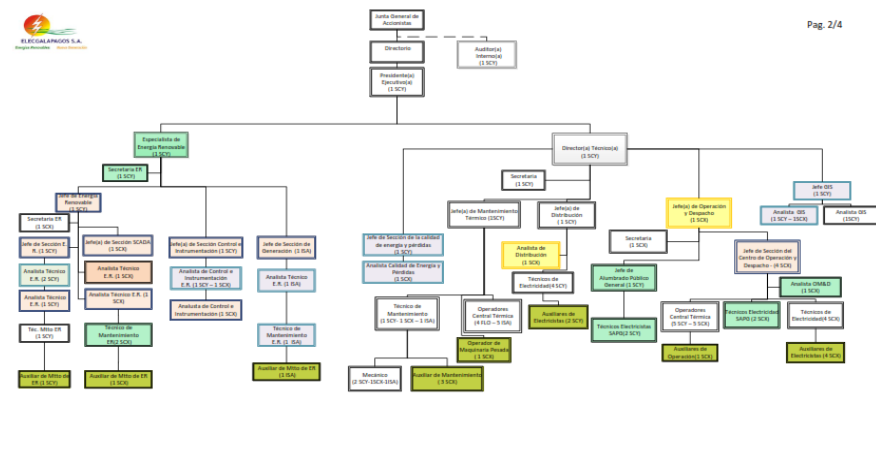 ELECGALAPAGOS S.A.
Energía Renovable
Pag. 2/4
Junta General de
Accionistas
Directorio
Auditor(a)
Interno(a)
(1 SCY)
Presidente(a)
Ejecutivo(a)
(1 SCY)
Especialista de
Energía Renovable
(1 SCY)
Director(a) Técnico(a)
(1 SCY)
Secretaria ER
(1 SCY)
Secretaria
(1 SCY)
Jefe de Energía
Renovable
(1 SCY)
Jefe GIS
(1 SCY)
Secretaria ER
(1 SCX)
Jefe(a) de Mantenimiento
Térmico (1SCY)
Jefe(a) de
Distribución
( 1 SCY)
Jefe(a) de Operación
y Despacho
(1 SCX)
Analista GIS
(1 SCY – 1SCX)
Analista GIS
(1SCY)
Jefe de Sección E.
R. (1 SCY)
Jefe(a) de Sección SCADA
(1 SCX)
Jefe(a) de Sección Control e
Instrumentación (1 SCY)
Jefe de Sección de
Generación (1 ISA)
Jefe de Sección de la calidad
de energía y pérdidas
(1 SCY)
Analista de
Distribución
(1 SCX)
Secretaria
(1 SCX)
Jefe de Sección del
Centro de Operación y
Despacho - (4 SCX)
Analista Técnico
E.R. (2 SCY)
Analista Técnico
E.R. (1 SCX)
Analista de Control e
Instrumentación
E.R. (1 SCY – 1 SCX)
Analista Técnico
E.R. (1 ISA)
Analista Calidad de Energía y
Pérdidas
(1 SCX)
Técnicos de
Electricidad(4 SCY)
Jefe de
Alumbrado Público
General (1 SCY)
Analista OM&D
(1 SCX)
Analista Técnico
E.R. (1 SCY)
Analista Técnico E.R. (1
SCX)
Analusta de Control e
Instrumentación (1 SCX)
Técnico de
Mantenimiento
(1 SCY- 1 SCX – 1 ISA)
Operadores
Central Térmica
(4 FLO – 5 ISA)
Auxiliares de
Electricistas (2 SCY)
Técnicos Electricidad
SAPG(2 SCY)
Operadores
Central Térmica
(5 SCY – 5 SCX)
Técnicos Electricidad
SAPG (2 SCX)
Técnicos de
Electricidad(4 SCX)
Téc. Mtto ER
(1 SCY)
Técnico de
Mantenimiento
ER(2 SCX)
Técnico de
Mantenimiento
E.R. (1 ISA)
Operador de
Maquinaria Pesada
( 1 SCX)
Auxiliares de
Operación(1 SCX)
Auxiliares de
Electricistas (4 SCX)
Auxiliar de Mtto de
ER (1 SCY)
Auxiliar de Mtto de ER
(1 SCX)
Auxiliar de Mtto de ER
(1 ISA)
Mecánico
(2 SCY-1SCX-1ISA)
Auxiliar de Mantenimiento
( 3 SCX)